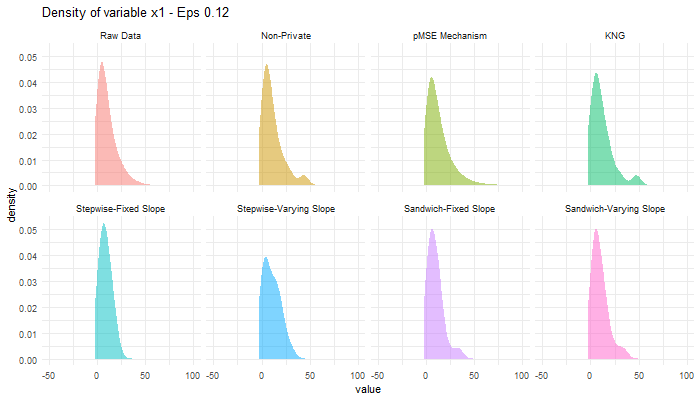 Density of variable x1 - Eps 0.12
Raw Data Non-Private pMSE Mechanism KNG
0.05
0.04
0.03
0.02
0.01
0.00
density
Stepwise-Fixed Slope Stepwise-Varying Slope Sandwich-Fixed Slope Sandwich-Varying Slope
0.05
0.04
0.03
0.02
0.01
0.00
-50 0 50 100 -50 0 50 100 -50 0 50 100 -50 0 50 100
value